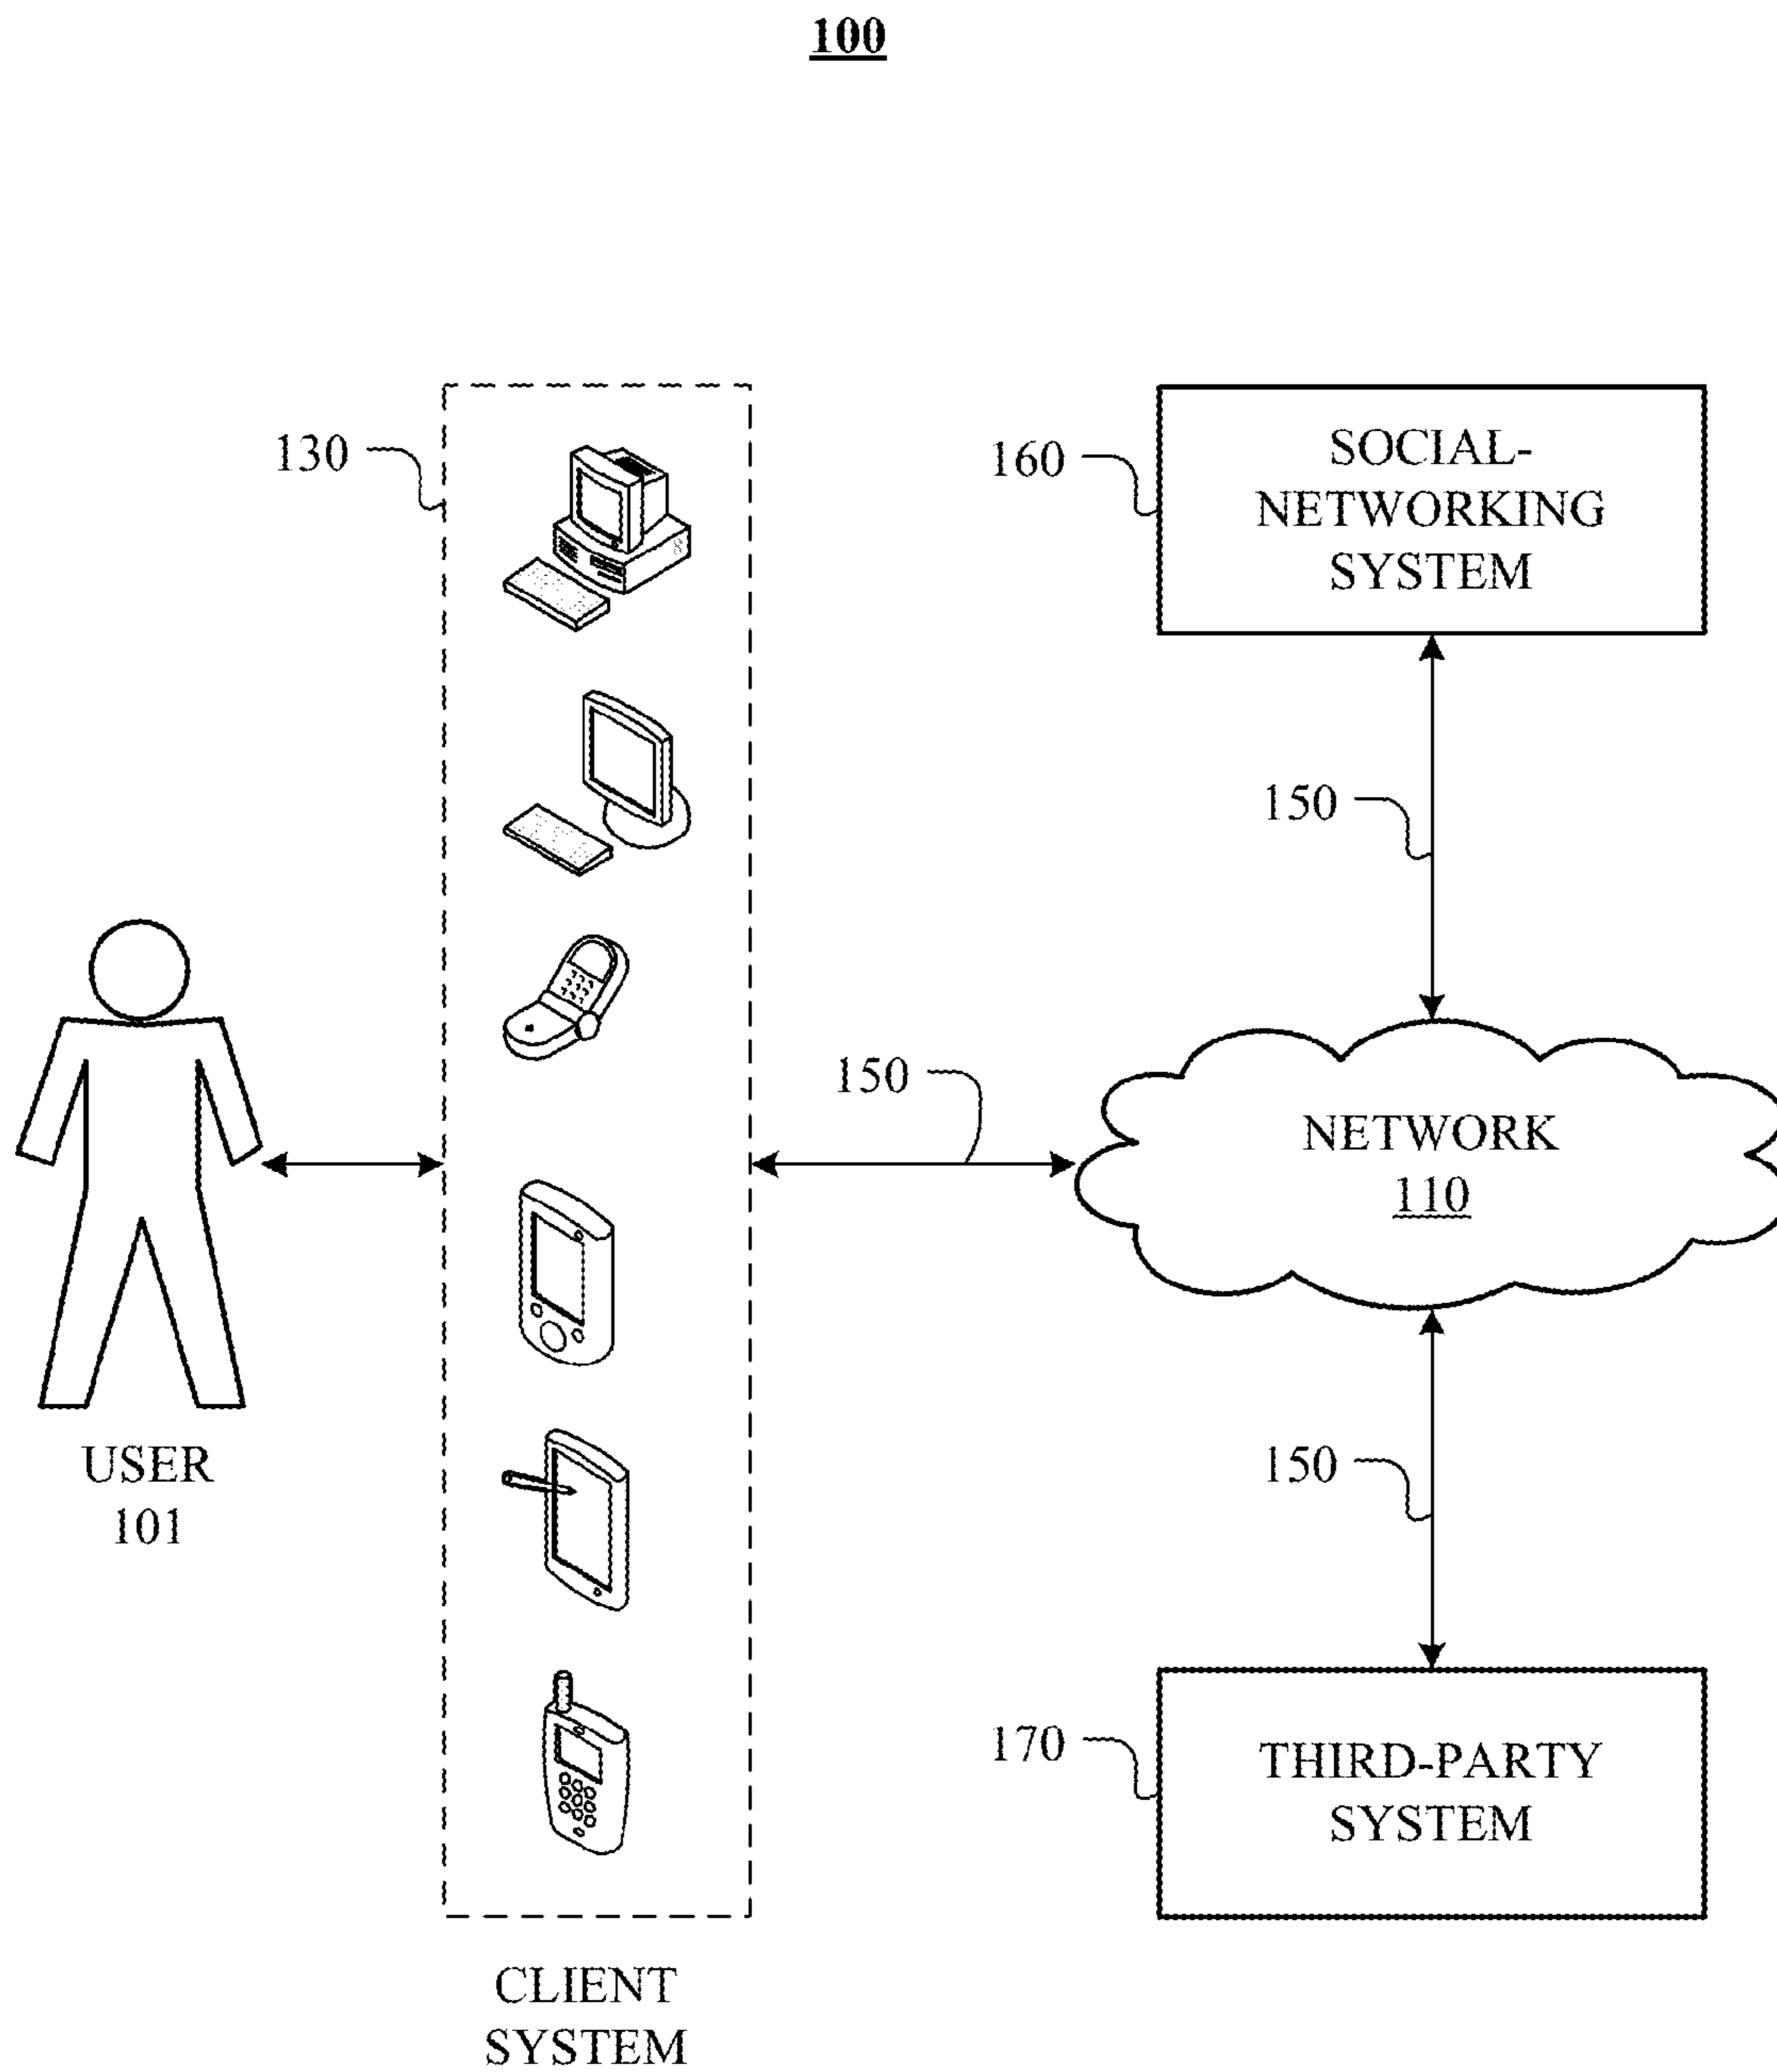 100
130
160
SOCIAL-
NETWORKING
SYSTEM
150
150
NETWORK
110
USER
101
150
170
THIRD-PARTY
SYSTEM
CLIENT
SYSTEM